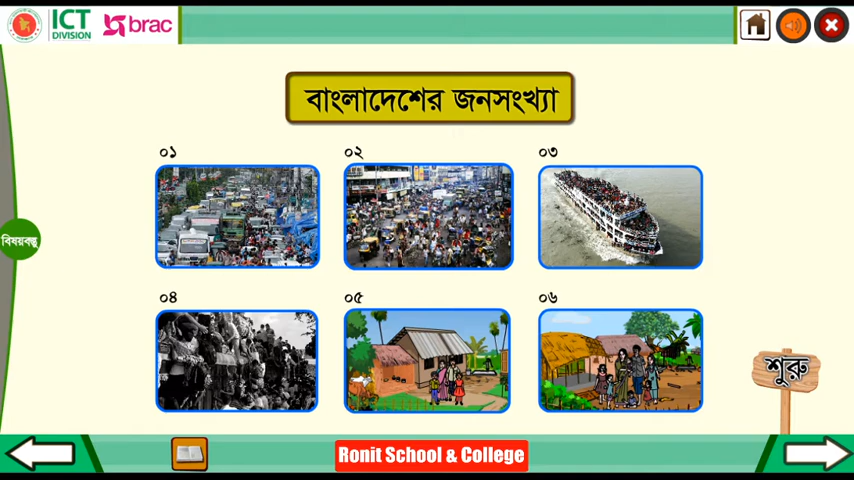 ICT
DIVISION
brac
বাংলাদেশের জনসংখ্যা
০১
০২
০৩
বিষয়বস্তু
০৪
০৫
০৬
শুরু
Ronit School & College